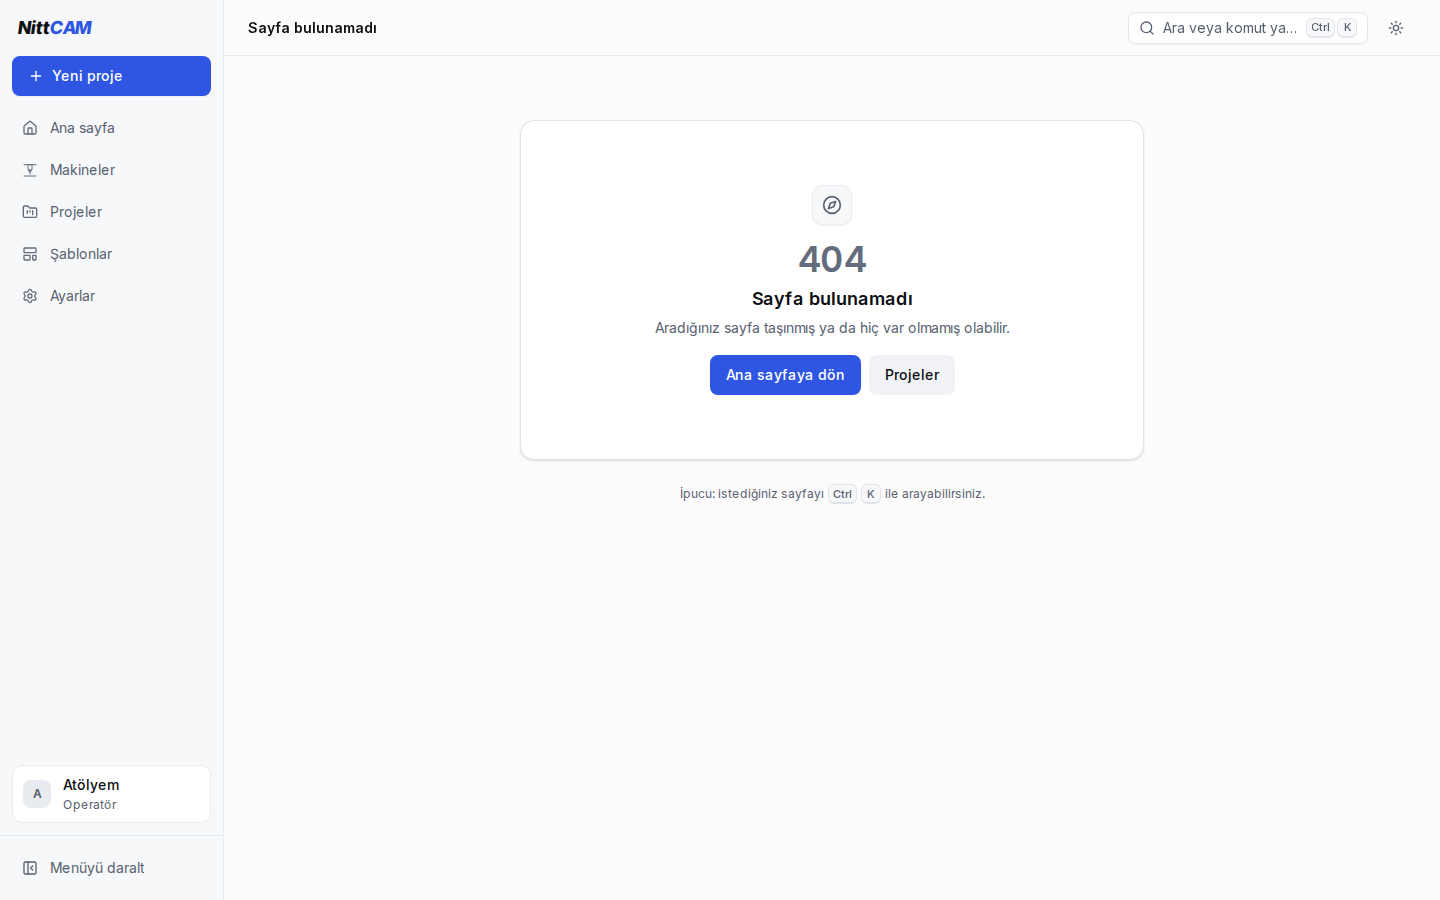 NittCAM
Yeni proje
Ana sayfa
Makineler
Projeler
Şablonlar
Ayarlar
Atölyem
A
Operatör
Menüyü daralt
Sayfa bulunamadı
Ara veya komut ya... Ctrl K
404
Sayfa bulunamadı
Aradığınız sayfa taşınmış ya da hiç var olmamış olabilir.
Ana sayfaya dön Projeler
İpucu: istediğiniz sayfayı Ctrl K ile arayabilirsiniz.